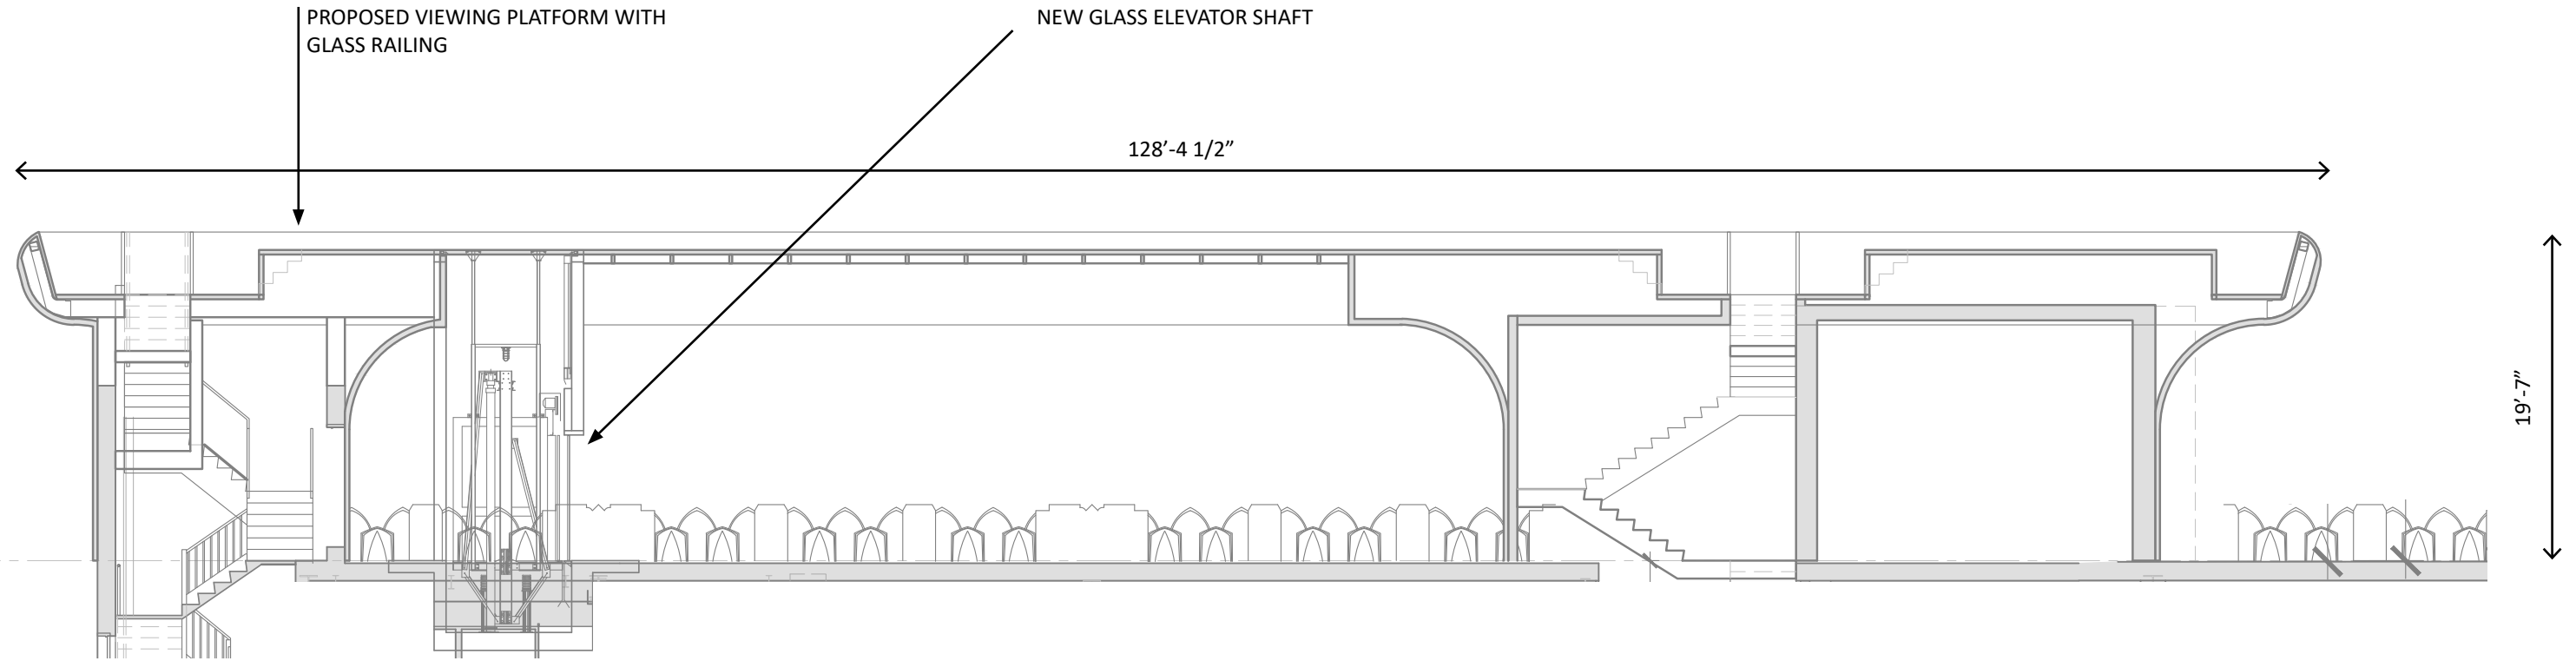 PROPOSED VIEWING PLATFORM WITH
GLASS RAILING
NEW GLASS ELEVATOR SHAFT
128’-4 1/2”
19’-7”